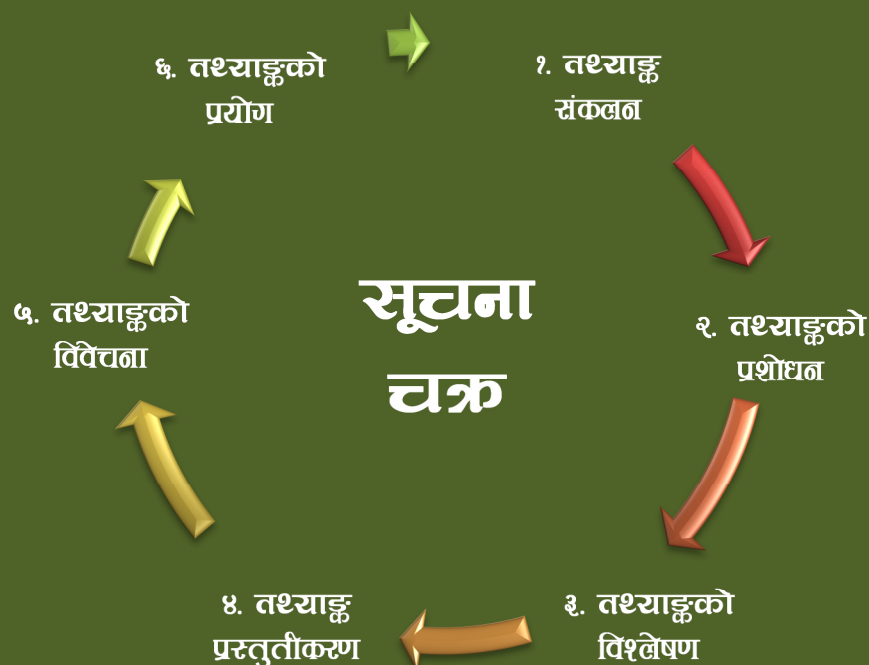 सूचना
चक्र
१. तथ्याङ्क
संकलन
२. तथ्याङ्कको
प्रशोधन
३. तथ्याङ्कको
विश्लेषण
४. तथ्याङ्क
प्रस्तुतीकरण
५. तथ्याङ्कको
विवेचना
६. तथ्याङ्कको
प्रयोग